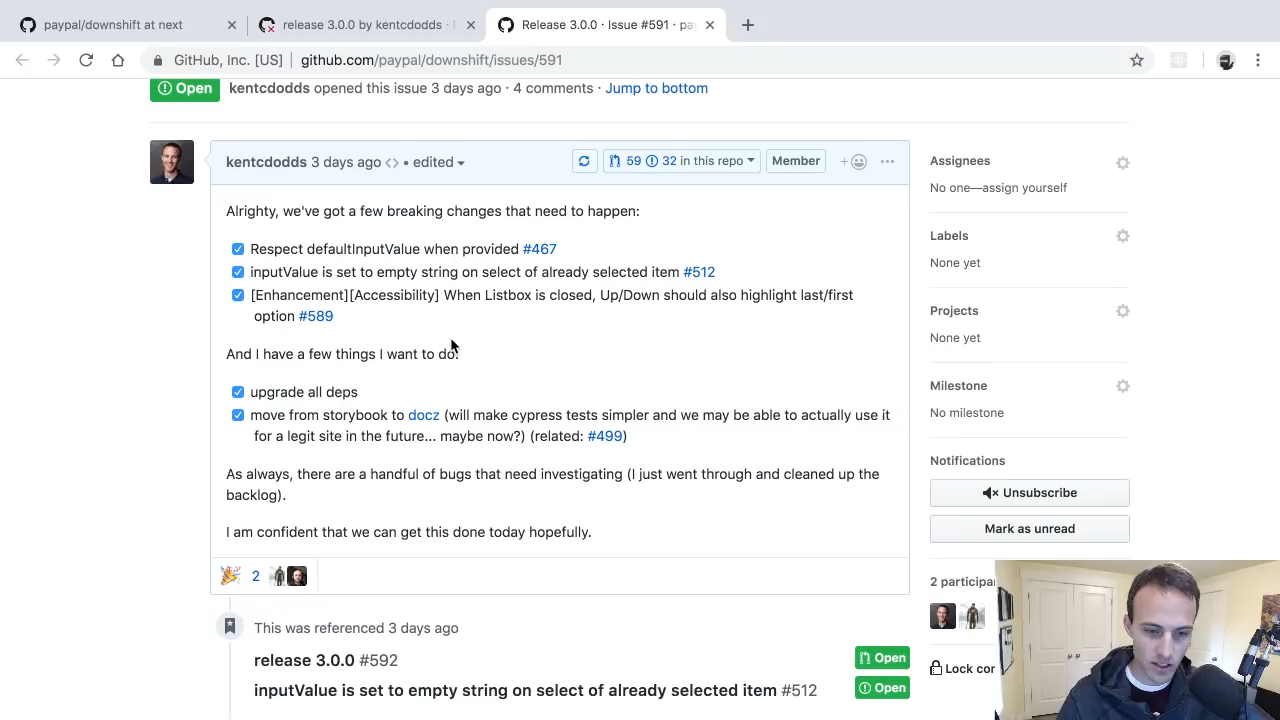 paypal/downshift at next
release 3.0.0 by kentcdodds ·
Release 3.0.0 · Issue #591 · pa
GitHub, Inc. [US] | github.com/paypal/downshift/issues/591
Open kentcdodds opened this issue 3 days ago · 4 comments · Jump to bottom
kentcdodds 3 days ago • edited
59 32 in this repo Member
Alrighty, we've got a few breaking changes that need to happen:
Respect defaultInputValue when provided #467
inputValue is set to empty string on select of already selected item #512
[Enhancement][Accessibility] When Listbox is closed, Up/Down should also highlight last/first
option #589
And I have a few things I want to do:
upgrade all deps
move from storybook to docz (will make cypress tests simpler and we may be able to actually use it
for a legit site in the future... maybe now?) (related: #499)
As always, there are a handful of bugs that need investigating (I just went through and cleaned up the
backlog).
I am confident that we can get this done today hopefully.
2
This was referenced 3 days ago
release 3.0.0 #592 Open
inputValue is set to empty string on select of already selected item #512 Open
Assignees
No one—assign yourself
Labels
None yet
Projects
None yet
Milestone
No milestone
Notifications
Unsubscribe
Mark as unread
2 participa
Lock con